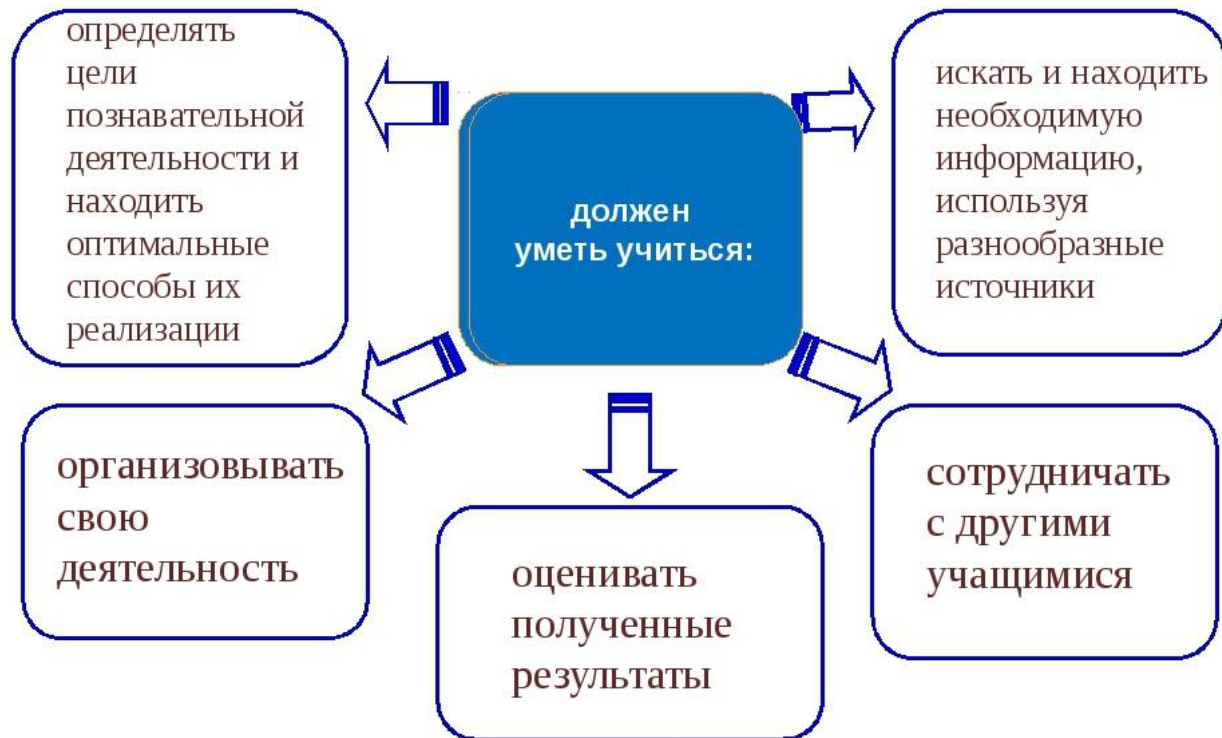 определять
цели
познавательной
деятельности и
находить
оптимальные
способы их
реализации
должен
уметь учиться:
искать и находить
необходимую
информацию,
используя
разнообразные
источники
организовывать
свою
деятельность
оценивать
полученные
результаты
сотрудничать
с другими
учащимися